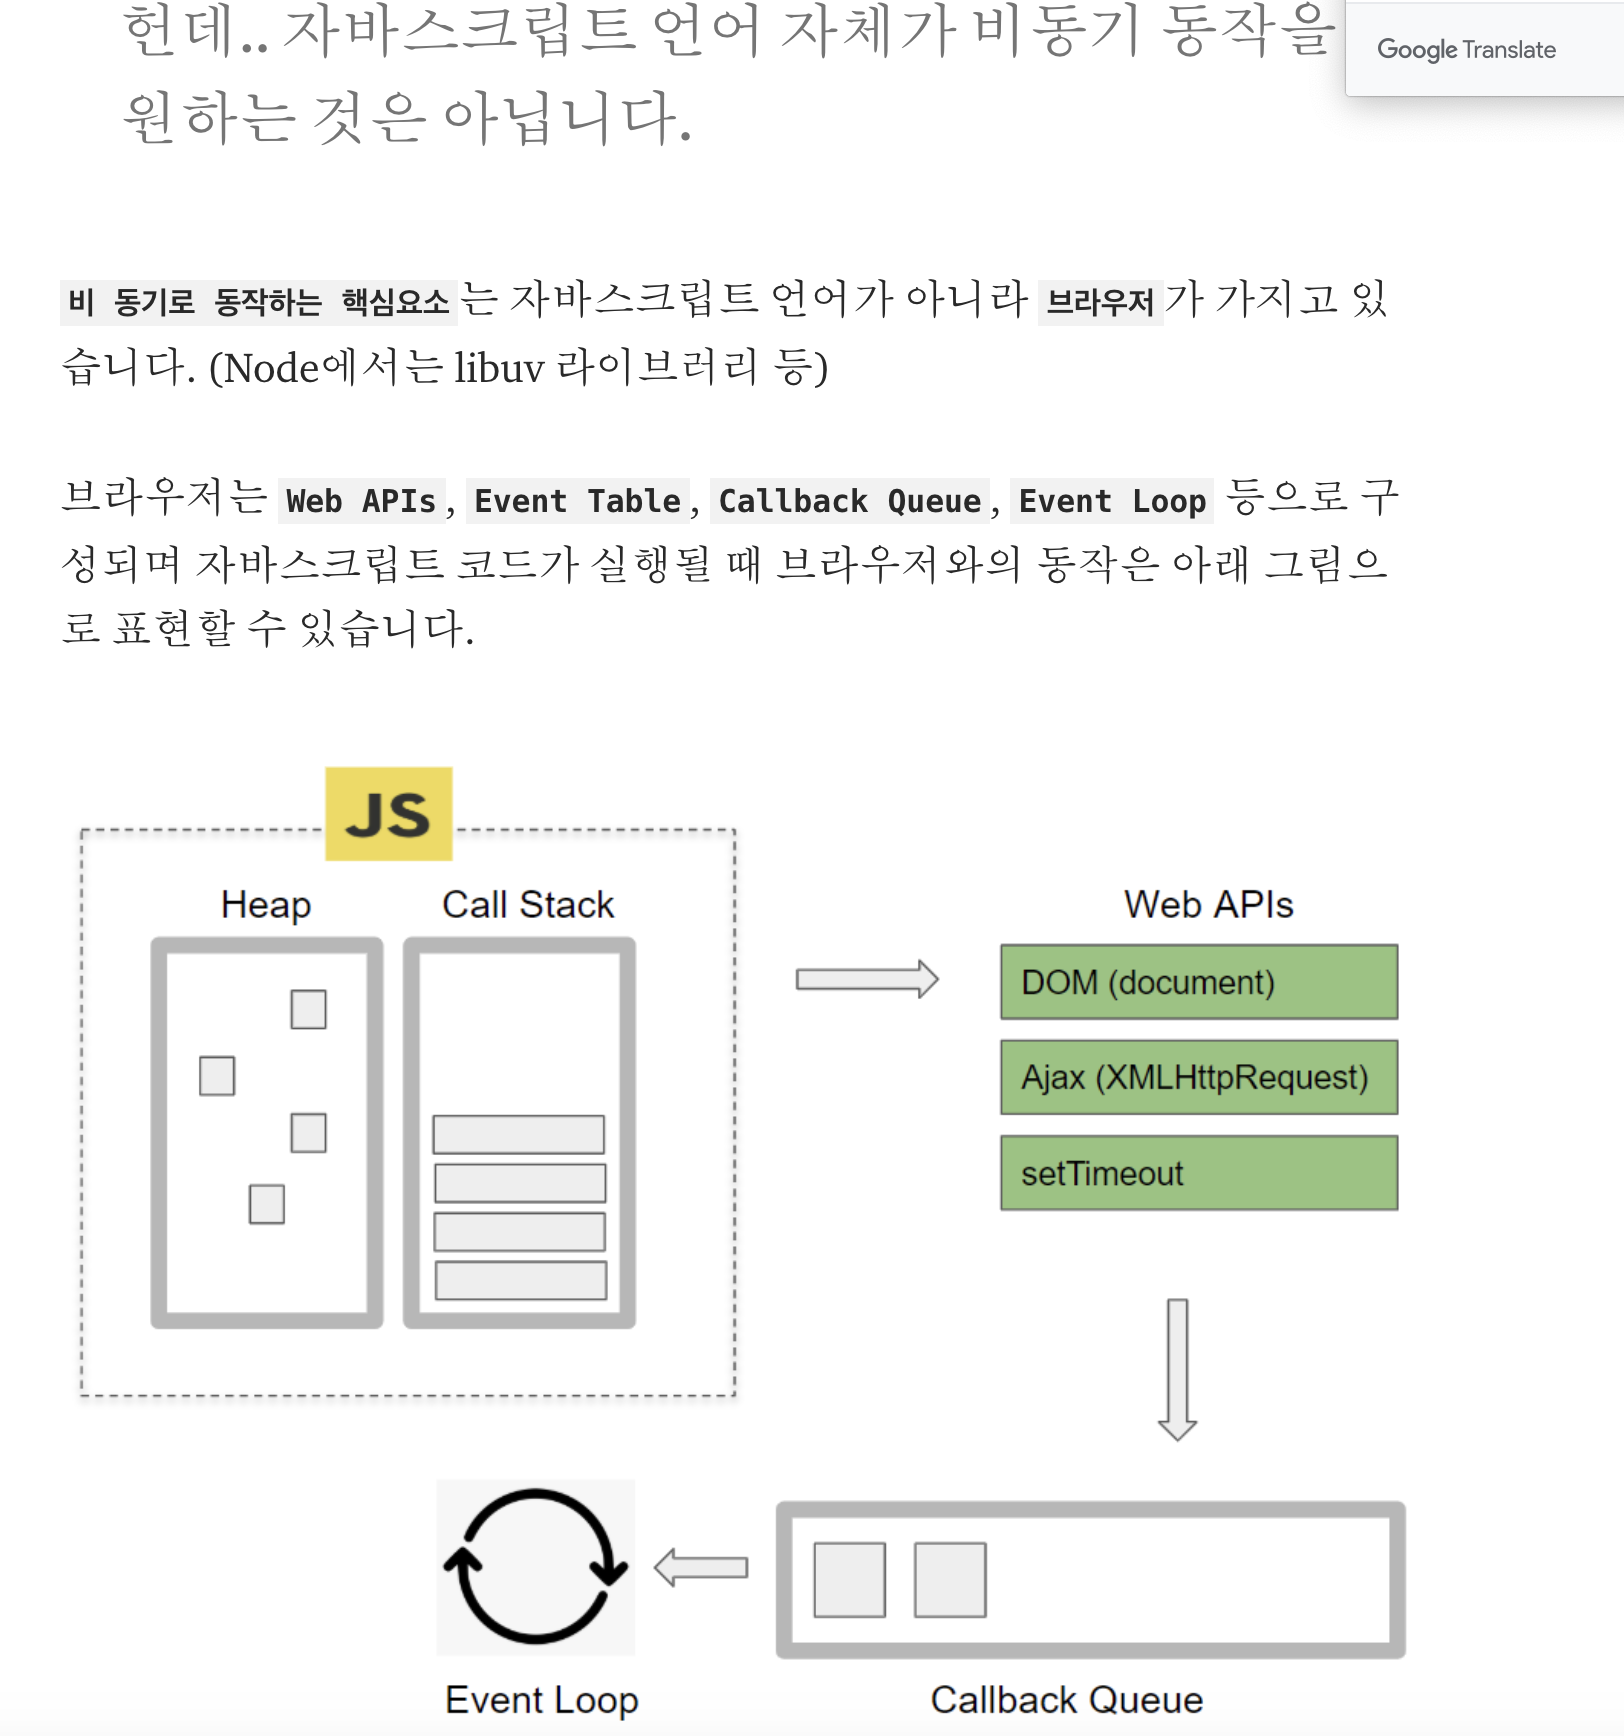 헌데.. 자바스크립트 언어 자체가 비동기 동작을
Google Translate
원하는 것은 아닙니다.
비 동기로 동작하는 핵심요소는 자바스크립트 언어가 아니라 브라우저가 가지고 있
습니다. (Node에서는 libuv 라이브러리 등)
브라우저는 Web APIs, Event Table, Callback Queue, Event Loop 등으로 구
성되며 자바스크립트 코드가 실행될 때 브라우저와의 동작은 아래 그림으
로 표현할 수 있습니다.
JS
Heap
Call Stack
Web APIs
DOM (document)
Ajax (XMLHttpRequest)
setTimeout
Event Loop
Callback Queue